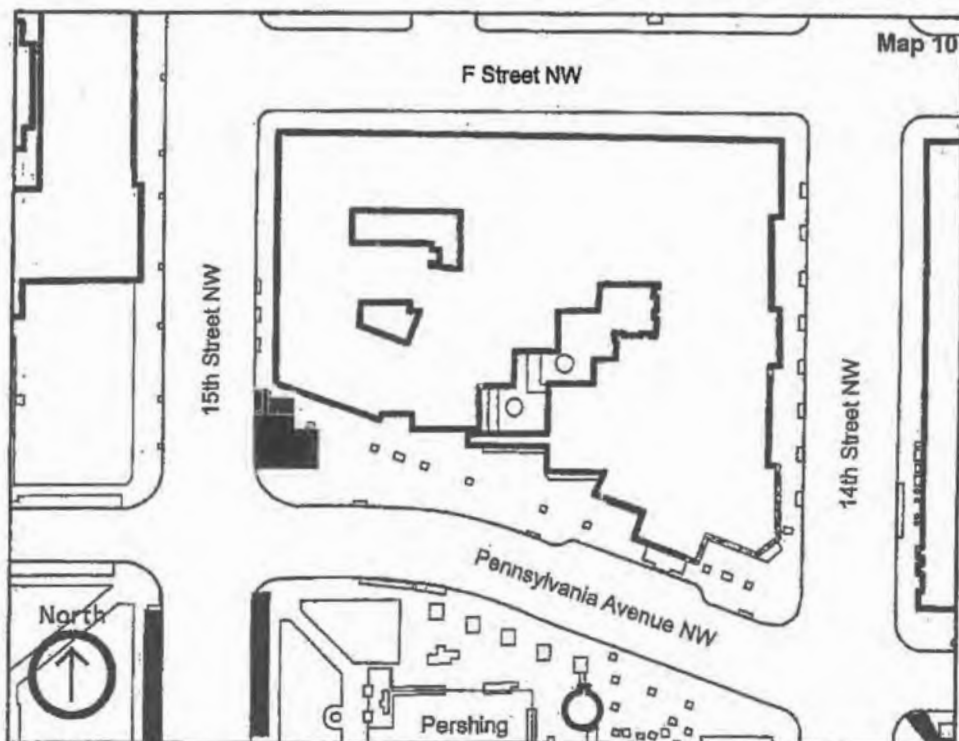 Map 10
F Street NW
15th Street NW
14th Street NW
Pennsylvania Avenue NW
North
Pershing